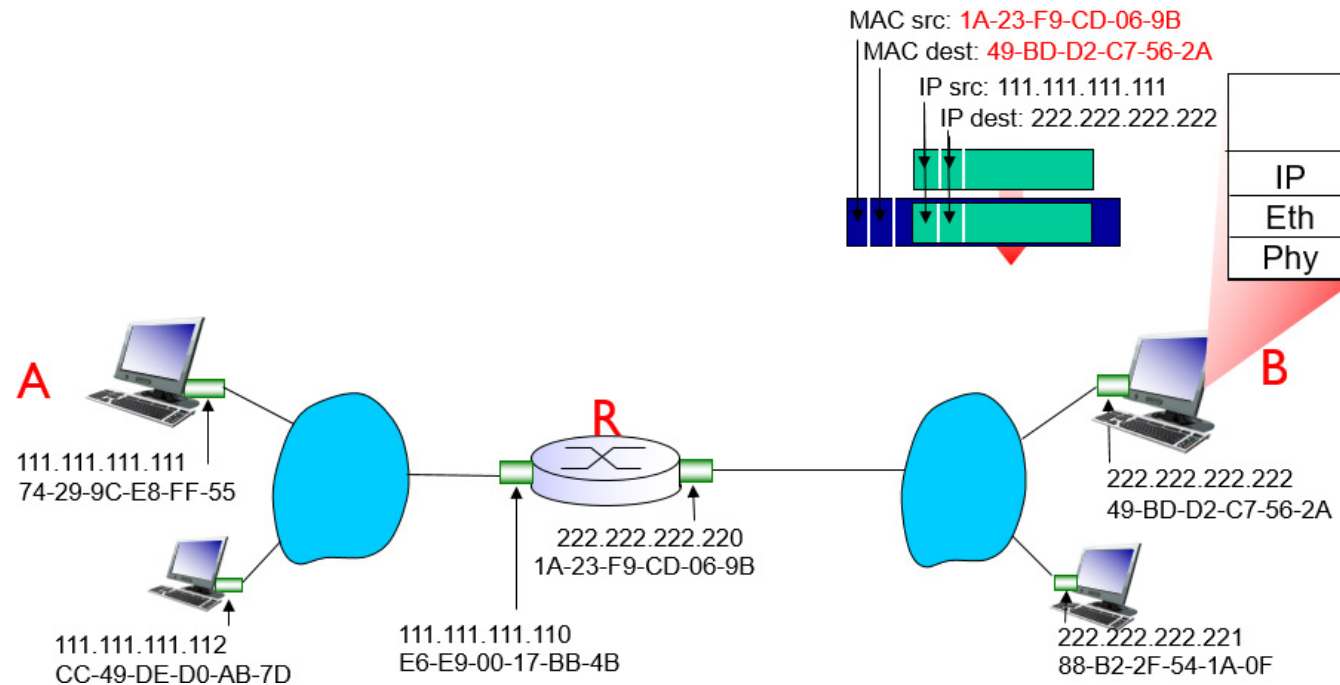 MAC src: 1A-23-F9-CD-06-9B
MAC dest: 49-BD-D2-C7-56-2A
IP src: 111.111.111.111
IP dest: 222.222.222.222
IP
Eth
Phy
A
R
B
111.111.111.111
74-29-9C-E8-FF-55
222.222.222.220
1A-23-F9-CD-06-9B
222.222.222.222
49-BD-D2-C7-56-2A
111.111.111.112
CC-49-DE-D0-AB-7D
111.111.111.110
E6-E9-00-17-BB-4B
222.222.222.221
88-B2-2F-54-1A-0F